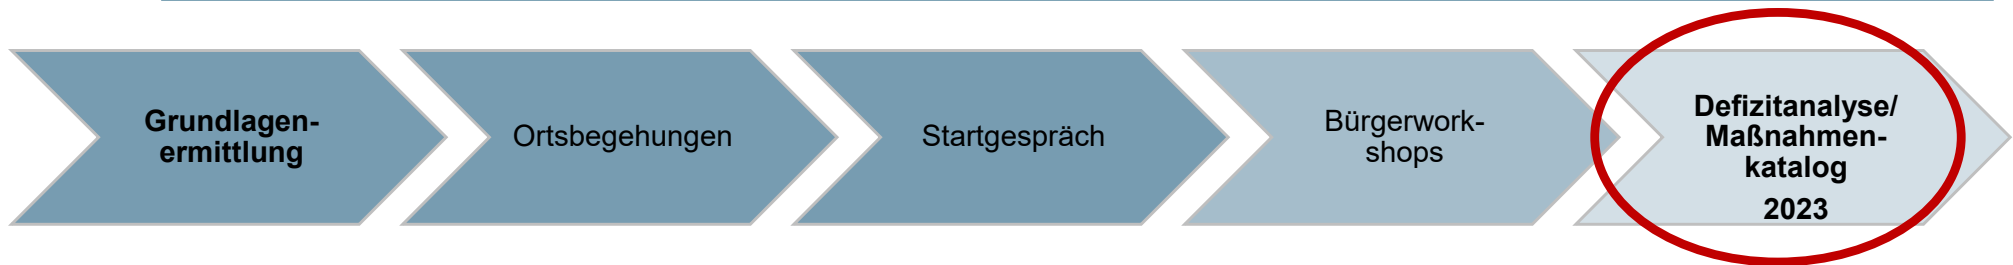 Grundlagen-
ermittlung
Ortsbegehungen
Startgespräch
Bürgerwork-
shops
Defizitanalyse/
Maßnahmen-
katalog
2023